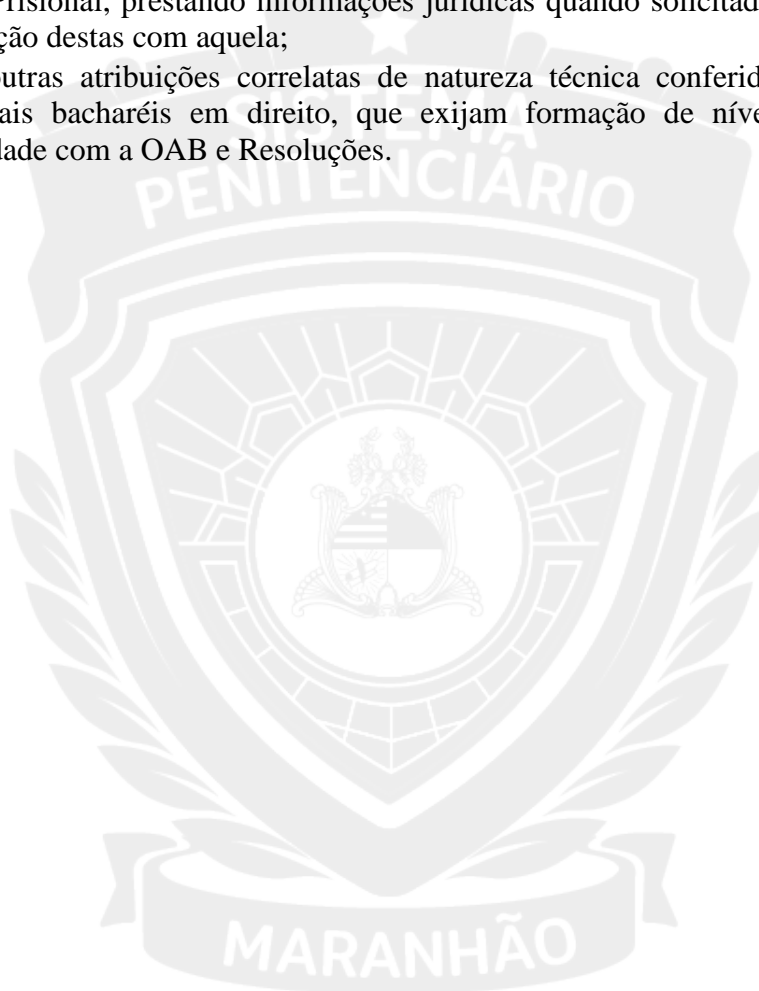 Prisional, prestando informações jurídicas quando solicitad
ção destas com aquela;
outras atribuições correlatas de natureza técnica conferid
ais bacharéis em direito, que exijam formação de níve
dade com a OAB e Resoluções.
SISTEMA
PENITENCIÁRIO
MARANHÃO